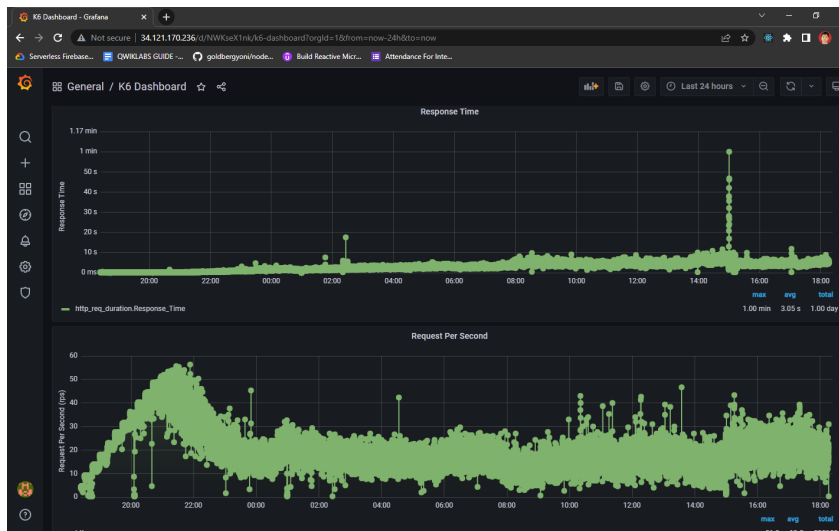 K6 Dashboard - Grafana
Not secure | 34.121.170.236/d/NWKseX1nk/k6-dashboard?orgId=1&from=now-24h&to=now
Serverless Firebase... QWIKLABS GUIDE -... goldbergyoni/node... Build Reactive Micr... Attendance For Inte...
General / K6 Dashboard Last 24 hours
Response Time
1.17 min
1 min
50 s
40 s
30 s
20 s
10 s
0 ms
Response Time
20:00 22:00 00:00 02:00 04:00 06:00 08:00 10:00 12:00 14:00 16:00 18:00
max avg total
http_req_duration.Response_Time 1.00 min 3.05 s 1.00 day
Request Per Second
60
50
40
30
20
10
0
Request Per Second (rps)
20:00 22:00 00:00 02:00 04:00 06:00 08:00 10:00 12:00 14:00 16:00 18:00
max avg total